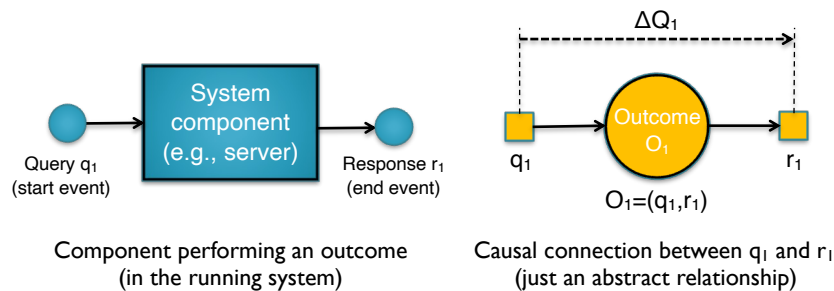 System
component
(e.g., server)
Query q₁
(start event)
Response r₁
(end event)
Component performing an outcome
(in the running system)
ΔQ₁
Outcome
O₁
q₁
r₁
O₁=(q₁,r₁)
Causal connection between q₁ and r₁
(just an abstract relationship)